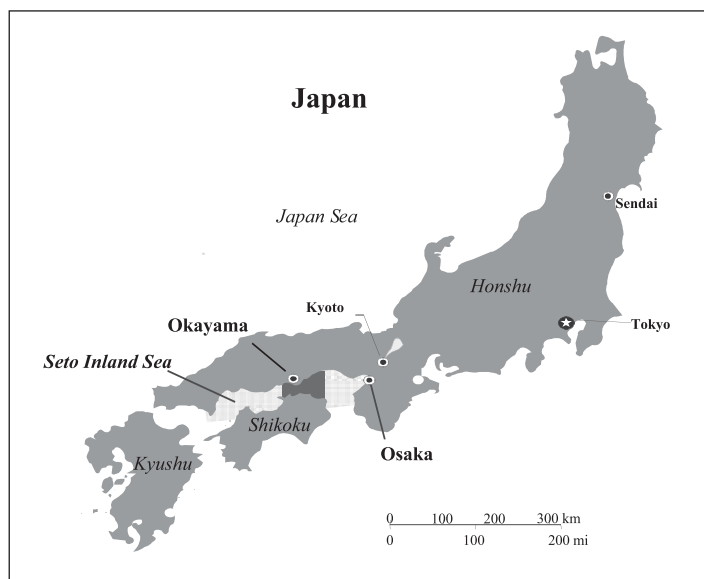 Japan
Sendai
Japan Sea
Honshu
Kyoto
Okayama
Tokyo
Seto Inland Sea
Shikoku
Osaka
Kyushu
0 100 200 300 km
0 100 200 mi